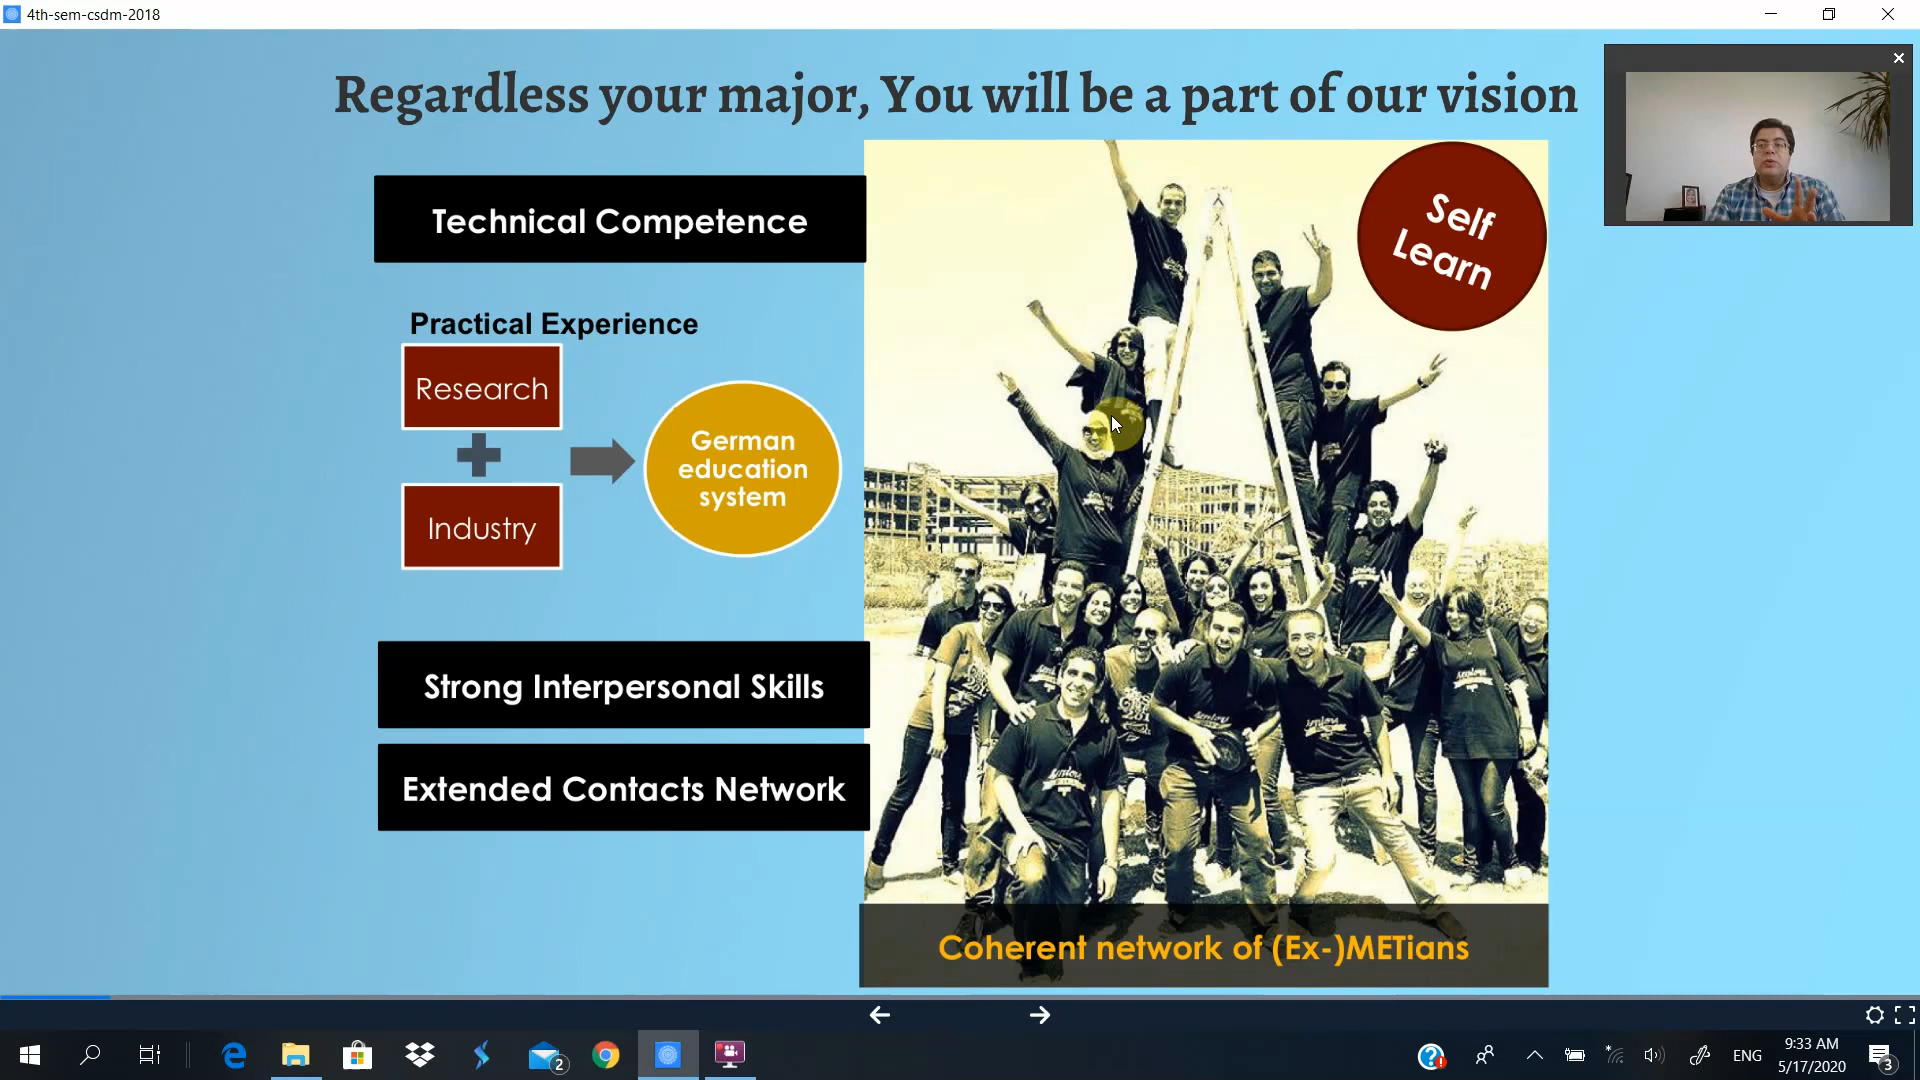 4th-sem-csdm-2018
Regardless your major, You will be a part of our vision
Technical Competence
Self
Learn
Practical Experience
Research
German
education
system
Industry
Strong Interpersonal Skills
Extended Contacts Network
Coherent network of (Ex-)METians
2
ENG
9:33 AM
5/17/2020
3